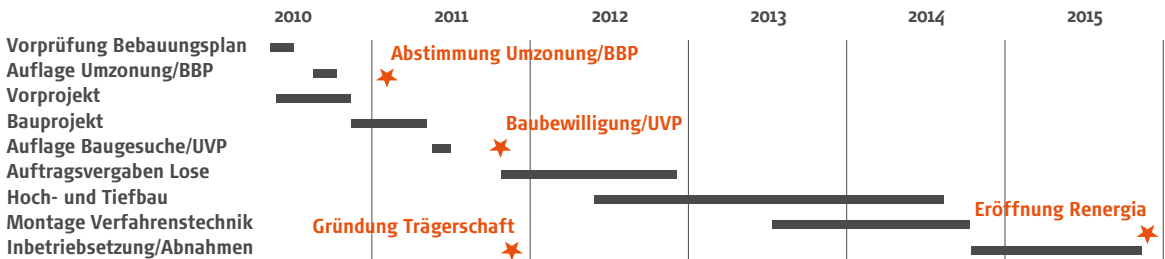 2010 2011 2012 2013 2014 2015
Vorprüfung Bebauungsplan
Abstimmung Umzonung/BBP
Auflage Umzonung/BBP
Vorprojekt
Bauprojekt
Baubewilligung/UVP
Auflage Baugesuche/UVP
Auftragsvergaben Lose
Hoch- und Tiefbau
Eröffnung Renergia
Montage Verfahrenstechnik
Gründung Trägerschaft
Inbetriebsetzung/Abnahmen